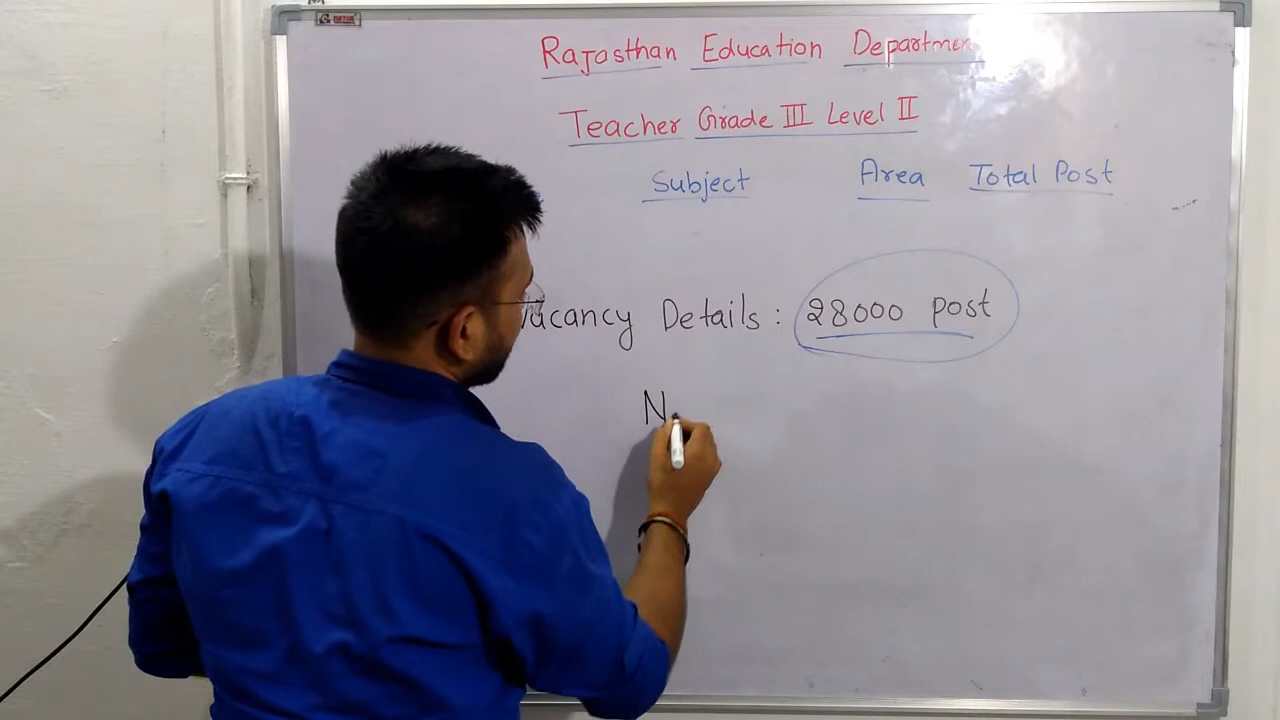 Rajasthan Education Departmen
Teacher Grade III Level II
Subject Area Total Post
Vacancy Details : 28000 post
N